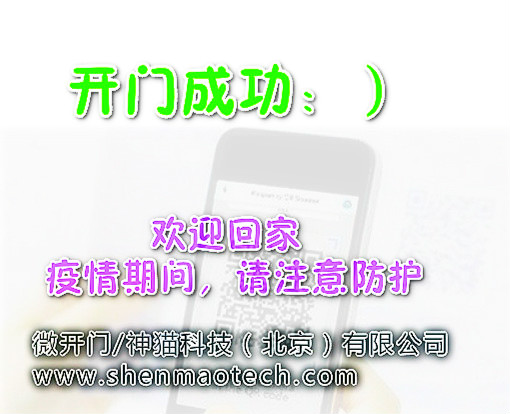 开门成功：）
欢迎回家
疫情期间，请注意防护
微开门/神猫科技（北京）有限公司
www.shenmaotech.com